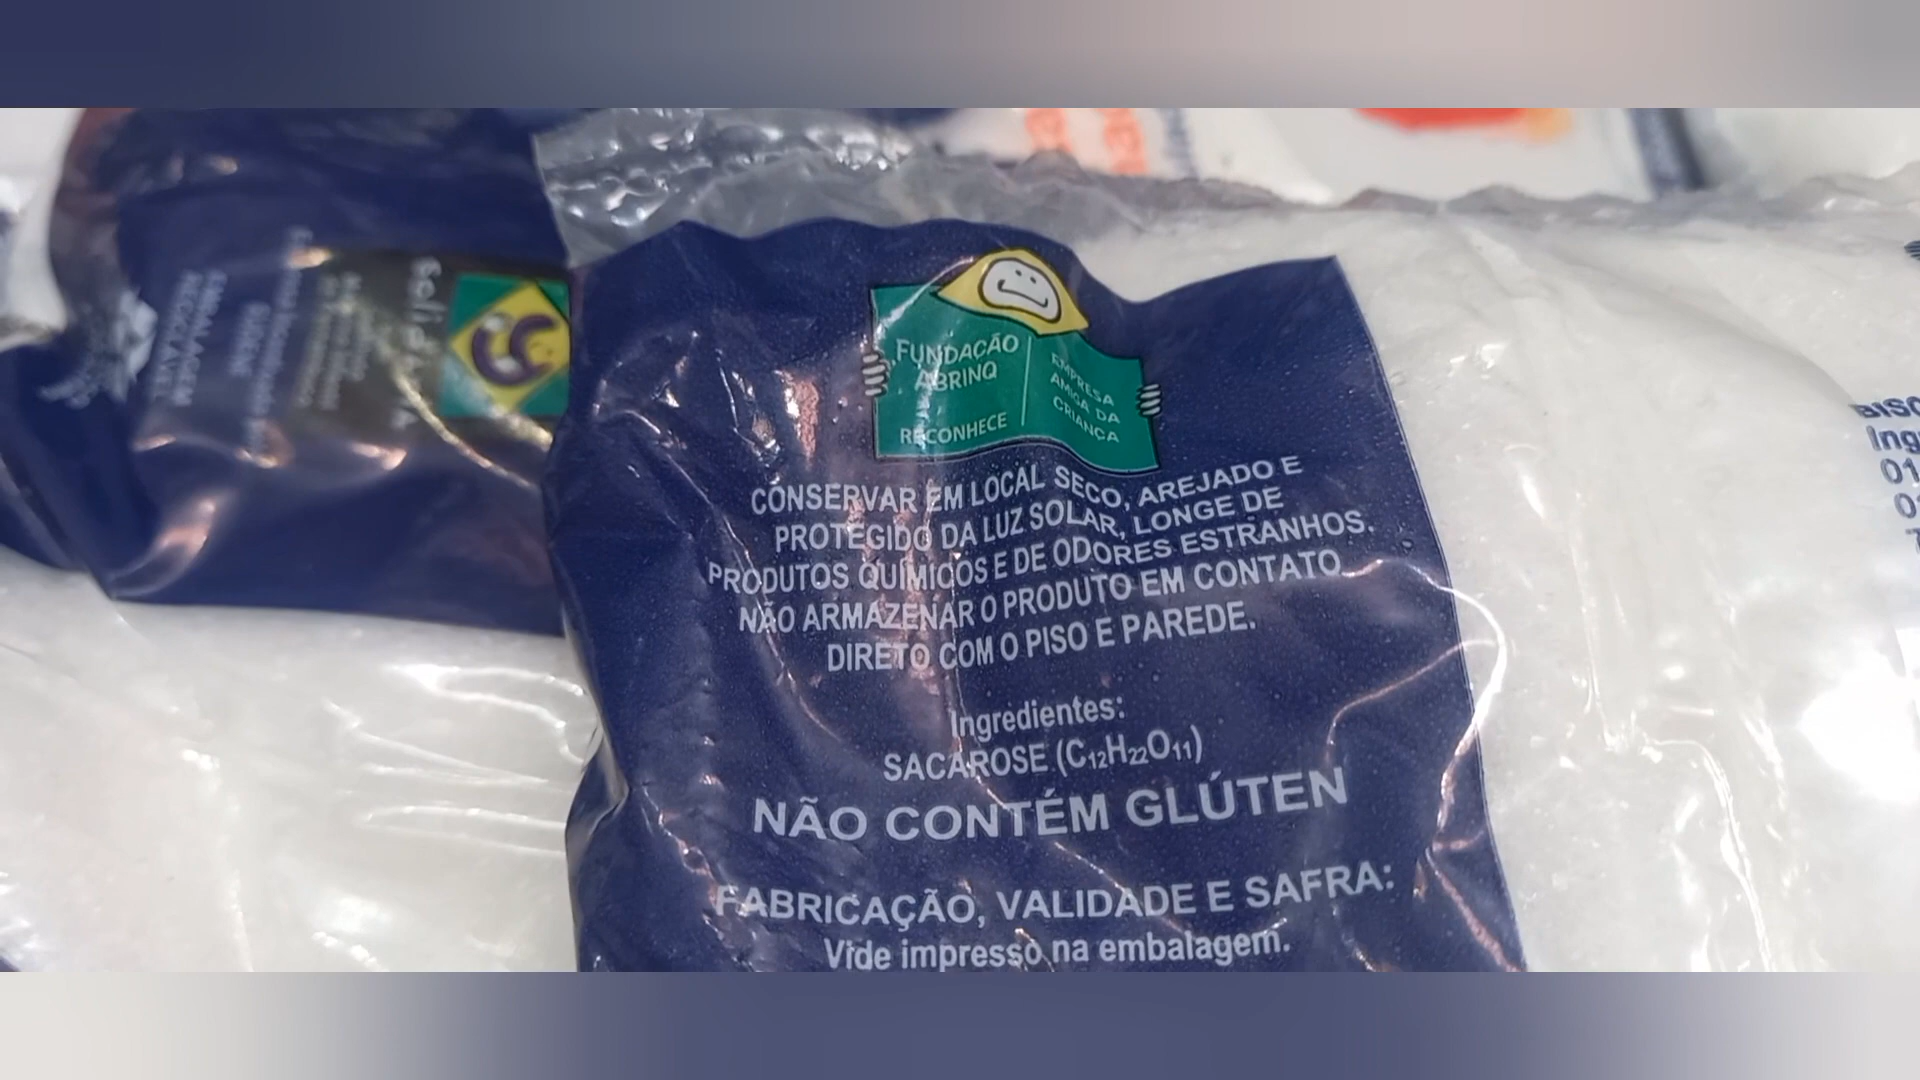 FUNDAÇÃO
ABRINQ
RECONHECE
EMPRESA
AMIGA DA
CRIANÇA
CONSERVAR EM LOCAL SECO, AREJADO E
PROTEGIDO DA LUZ SOLAR, LONGE DE
PRODUTOS QUÍMICOS E DE ODORES ESTRANHOS.
NÃO ARMAZENAR O PRODUTO EM CONTATO
DIRETO COM O PISO E PAREDE.
Ingredientes:
SACAROSE (C₁₂H₂₂O₁₁)
NÃO CONTÉM GLÚTEN
FABRICAÇÃO, VALIDADE E SAFRA:
Vide impresso na embalagem.
EMBALAGEM
RECICLÁVEL